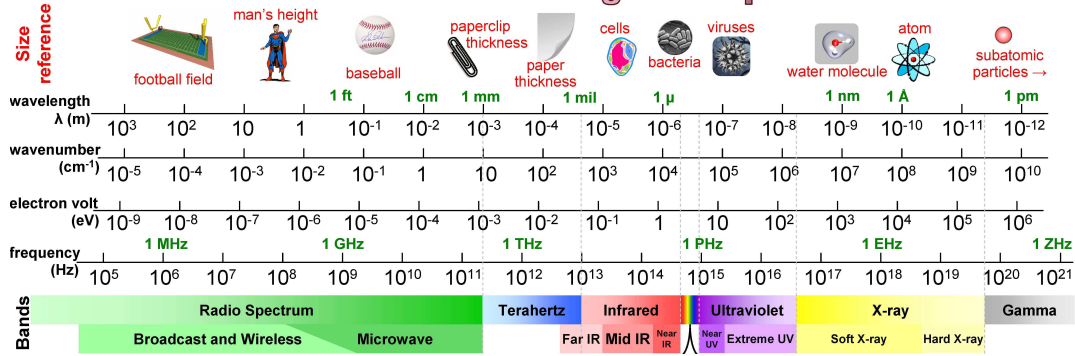 Size
reference
football field
man's height
baseball
paperclip
thickness
paper
thickness
cells
bacteria
viruses
water molecule
atom
subatomic
particles →
wavelength
λ (m)
1 ft 1 cm 1 mm 1 mil 1 µ 1 nm 1 Å 1 pm
10³ 10² 10 1 10⁻¹ 10⁻² 10⁻³ 10⁻⁴ 10⁻⁵ 10⁻⁶ 10⁻⁷ 10⁻⁸ 10⁻⁹ 10⁻¹⁰ 10⁻¹¹ 10⁻¹²
wavenumber
(cm⁻¹)
10⁻⁵ 10⁻⁴ 10⁻³ 10⁻² 10⁻¹ 1 10 10² 10³ 10⁴ 10⁵ 10⁶ 10⁷ 10⁸ 10⁹ 10¹⁰
electron volt
(eV)
10⁻⁹ 10⁻⁸ 10⁻⁷ 10⁻⁶ 10⁻⁵ 10⁻⁴ 10⁻³ 10⁻² 10⁻¹ 1 10 10² 10³ 10⁴ 10⁵ 10⁶
frequency
(Hz)
1 MHz 1 GHz 1 THz 1 PHz 1 EHz 1 ZHz
10⁵ 10⁶ 10⁷ 10⁸ 10⁹ 10¹⁰ 10¹¹ 10¹² 10¹³ 10¹⁴ 10¹⁵ 10¹⁶ 10¹⁷ 10¹⁸ 10¹⁹ 10²⁰ 10²¹
Bands
Radio Spectrum Terahertz Infrared Ultraviolet X-ray Gamma
Broadcast and Wireless Microwave Far IR Mid IR Near
IR Near
UV Extreme UV Soft X-ray Hard X-ray